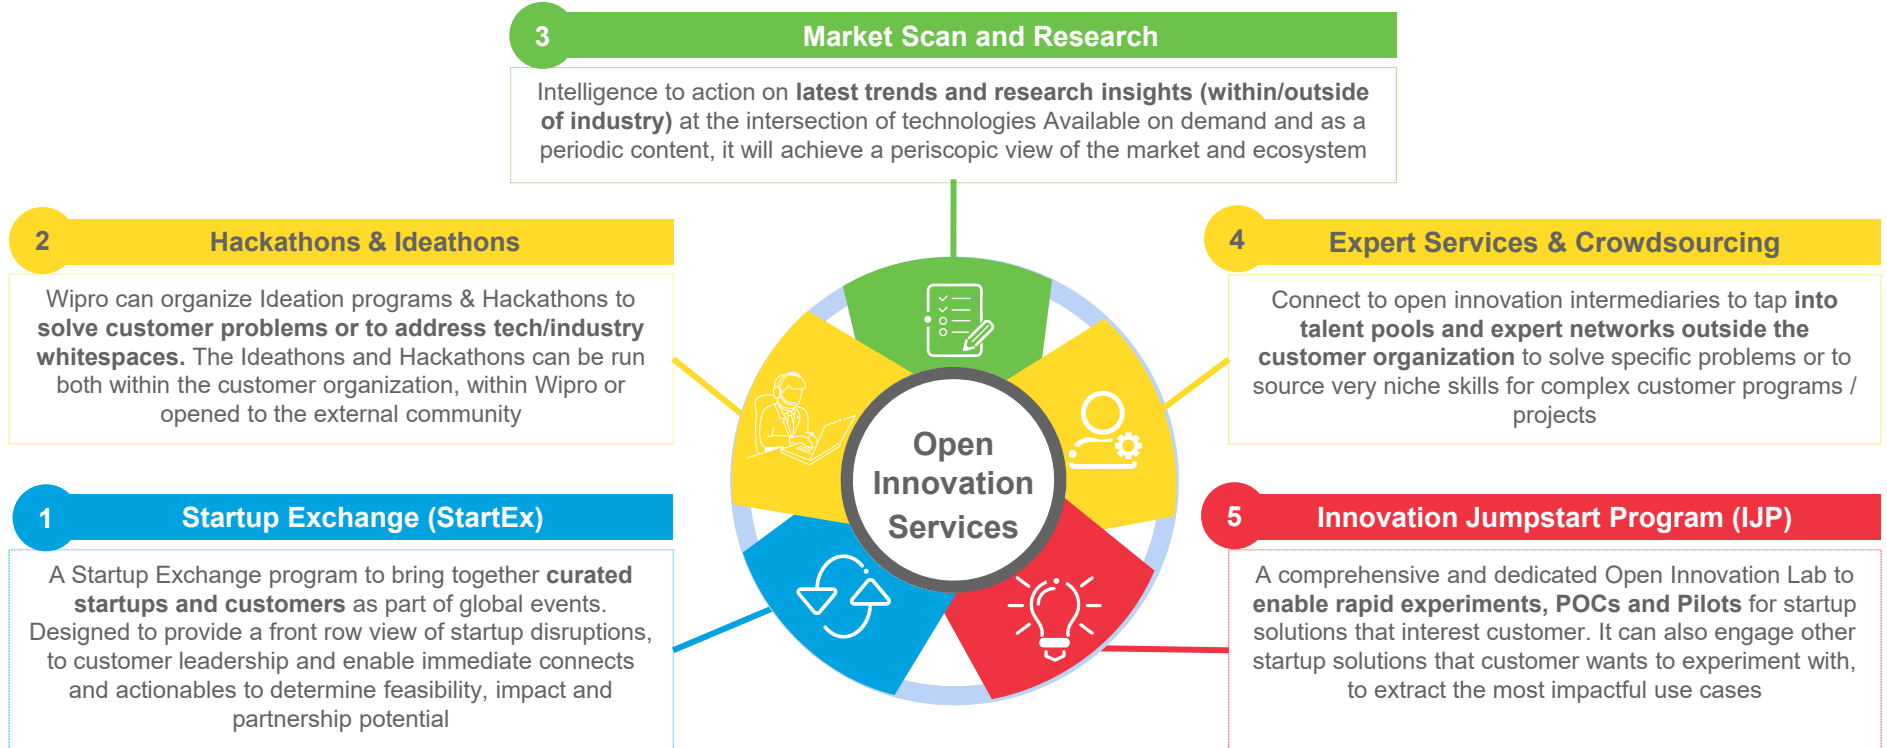 3
Market Scan and Research
Intelligence to action on latest trends and research insights (within/outside
of industry) at the intersection of technologies Available on demand and as a
periodic content, it will achieve a periscopic view of the market and ecosystem
2
Hackathons & Ideathons
Wipro can organize Ideation programs & Hackathons to
solve customer problems or to address tech/industry
whitespaces. The Ideathons and Hackathons can be run
both within the customer organization, within Wipro or
opened to the external community
4
Expert Services & Crowdsourcing
Connect to open innovation intermediaries to tap into
talent pools and expert networks outside the
customer organization to solve specific problems or to
source very niche skills for complex customer programs /
projects
Open
Innovation
Services
1
Startup Exchange (StartEx)
A Startup Exchange program to bring together curated
startups and customers as part of global events.
Designed to provide a front row view of startup disruptions,
to customer leadership and enable immediate connects
and actionables to determine feasibility, impact and
partnership potential
5
Innovation Jumpstart Program (IJP)
A comprehensive and dedicated Open Innovation Lab to
enable rapid experiments, POCs and Pilots for startup
solutions that interest customer. It can also engage other
startup solutions that customer wants to experiment with,
to extract the most impactful use cases